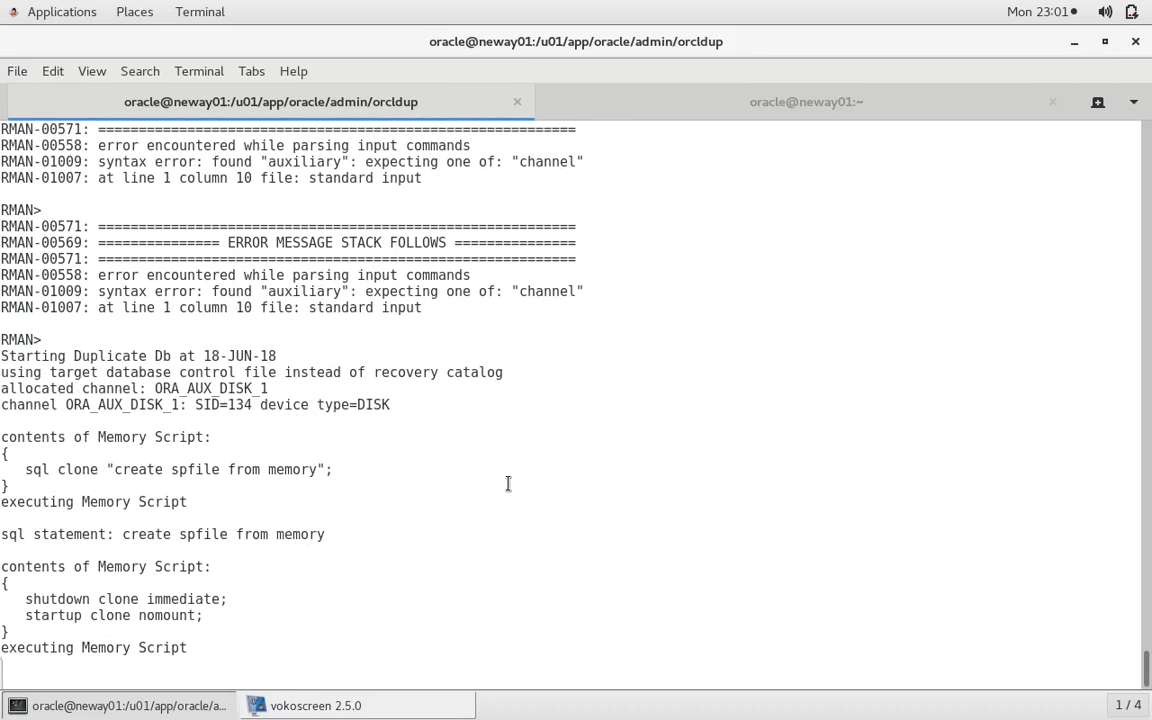 Applications Places Terminal Mon 23:01●
oracle@neway01:/u01/app/oracle/admin/orcldup
File Edit View Search Terminal Tabs Help
oracle@neway01:/u01/app/oracle/admin/orcldup × oracle@neway01:~ ×
RMAN-00571: ===========================================================
RMAN-00558: error encountered while parsing input commands
RMAN-01009: syntax error: found "auxiliary": expecting one of: "channel"
RMAN-01007: at line 1 column 10 file: standard input
RMAN>
RMAN-00571: ===========================================================
RMAN-00569: =============== ERROR MESSAGE STACK FOLLOWS ===============
RMAN-00571: ===========================================================
RMAN-00558: error encountered while parsing input commands
RMAN-01009: syntax error: found "auxiliary": expecting one of: "channel"
RMAN-01007: at line 1 column 10 file: standard input
RMAN>
Starting Duplicate Db at 18-JUN-18
using target database control file instead of recovery catalog
allocated channel: ORA_AUX_DISK_1
channel ORA_AUX_DISK_1: SID=134 device type=DISK
contents of Memory Script:
{
   sql clone "create spfile from memory";
}
executing Memory Script
sql statement: create spfile from memory
contents of Memory Script:
{
   shutdown clone immediate;
   startup clone nomount;
}
executing Memory Script
oracle@neway01:/u01/app/oracle/a... vokoscreen 2.5.0 1 / 4